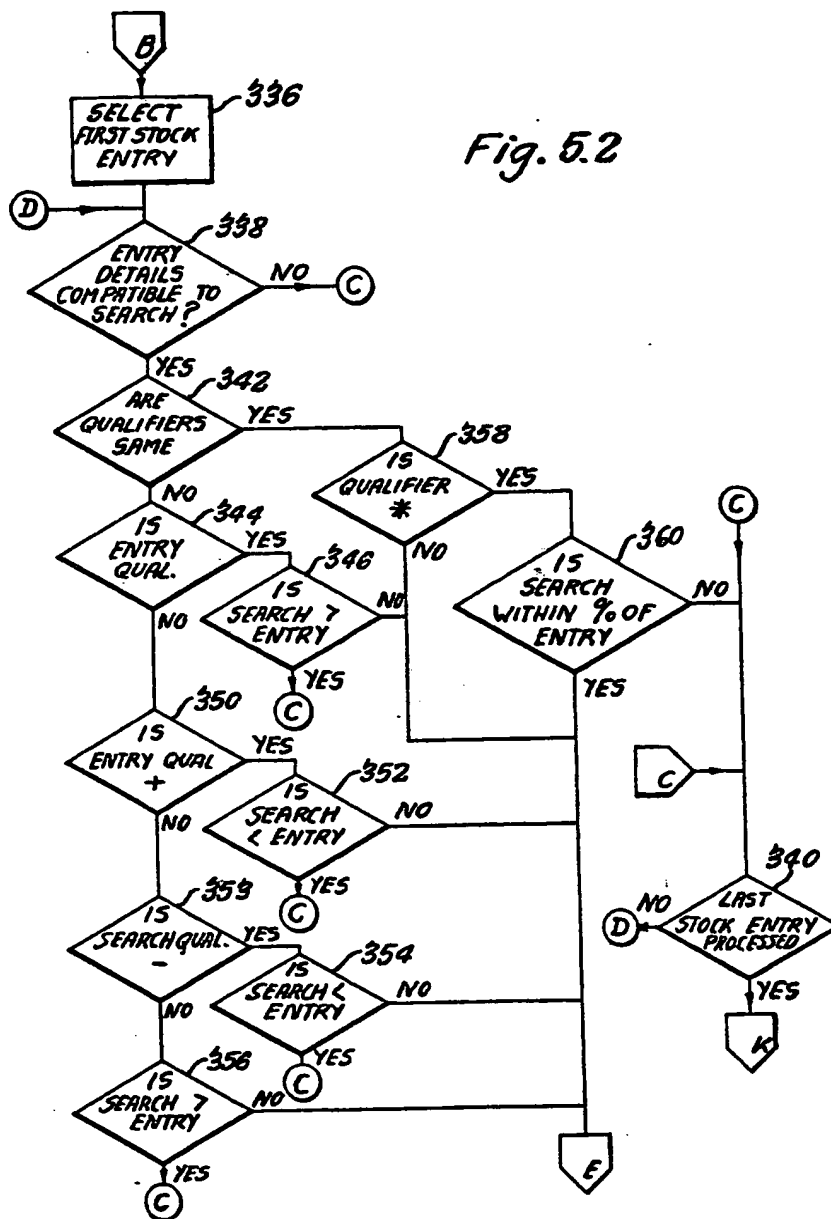 B
336
SELECT
FIRST STOCK
ENTRY
Fig. 5.2
D
338
ENTRY
DETAILS
COMPATIBLE TO
SEARCH?
NO
C
YES
342
ARE
QUALIFIERS
SAME
YES
358
IS
QUALIFIER
*
YES
NO
NO
344
IS
ENTRY
QUAL.
YES
NO
346
IS
SEARCH >
ENTRY
NO
YES
C
360
IS
SEARCH
WITHIN % OF
ENTRY
NO
YES
C
350
IS
ENTRY QUAL
+
YES
NO
352
IS
SEARCH
< ENTRY
NO
YES
C
C
340
LAST
STOCK ENTRY
PROCESSED
NO
D
YES
K
353
IS
SEARCH QUAL.
-
YES
NO
354
IS
SEARCH <
ENTRY
NO
YES
C
356
IS
SEARCH >
ENTRY
NO
YES
C
E